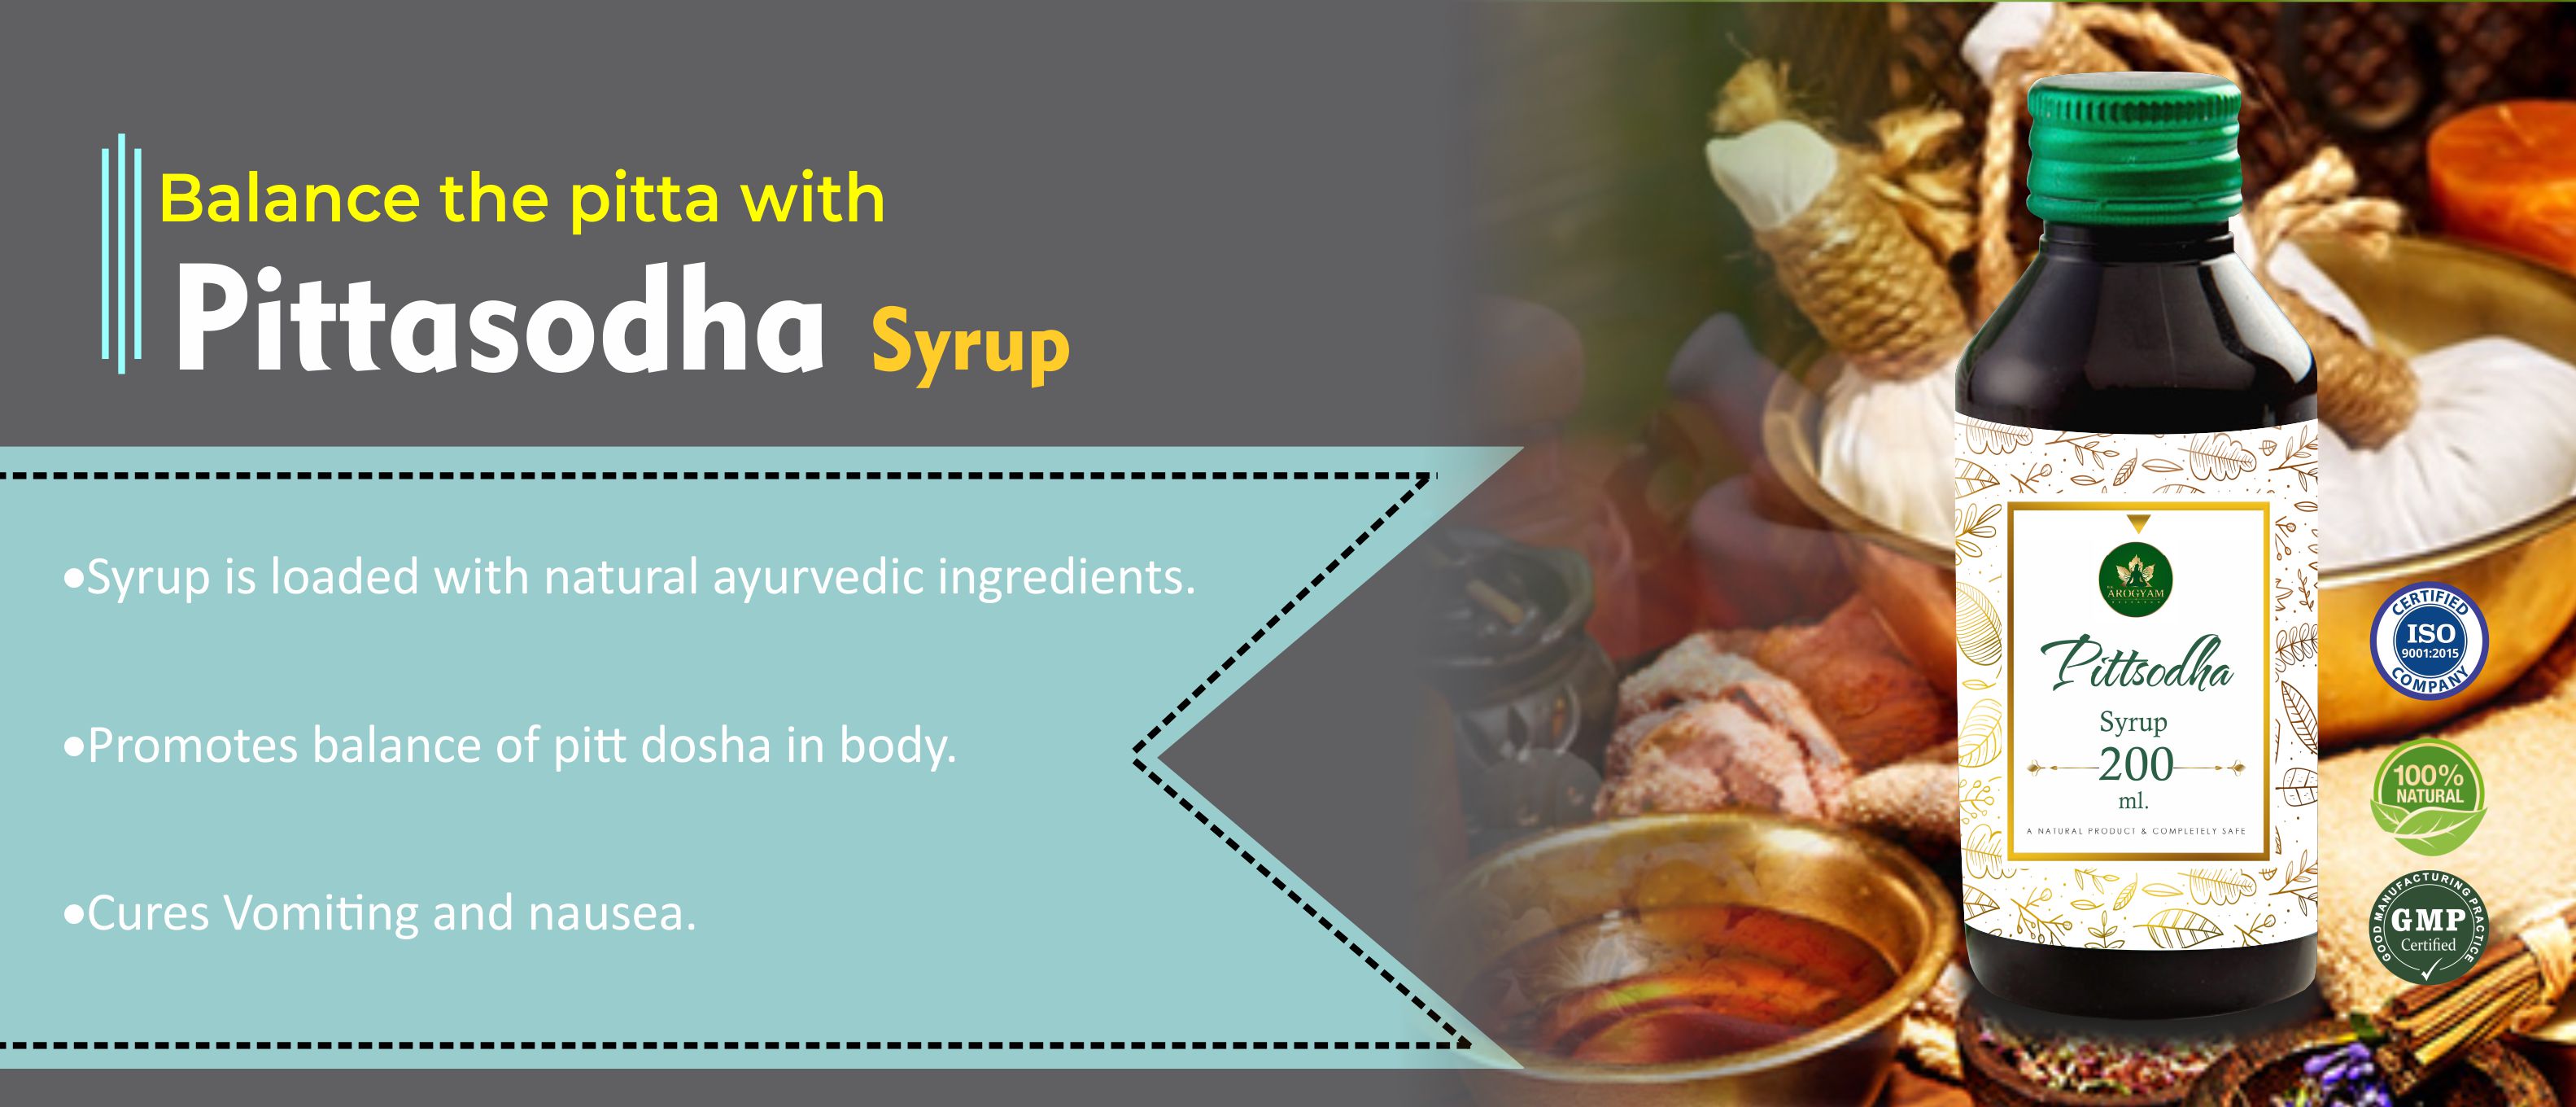 Balance the pitta with
Pittasodha Syrup
•Syrup is loaded with natural ayurvedic ingredients.
•Promotes balance of pitt dosha in body.
•Cures Vomiting and nausea.
AROGYAM
Pittsodha
Syrup
200
ml.
A NATURAL PRODUCT & COMPLETELY SAFE
CERTIFIED
ISO
9001:2015
COMPANY
100%
NATURAL
GOOD MANUFACTURING PRACTICE
GMP
Certified